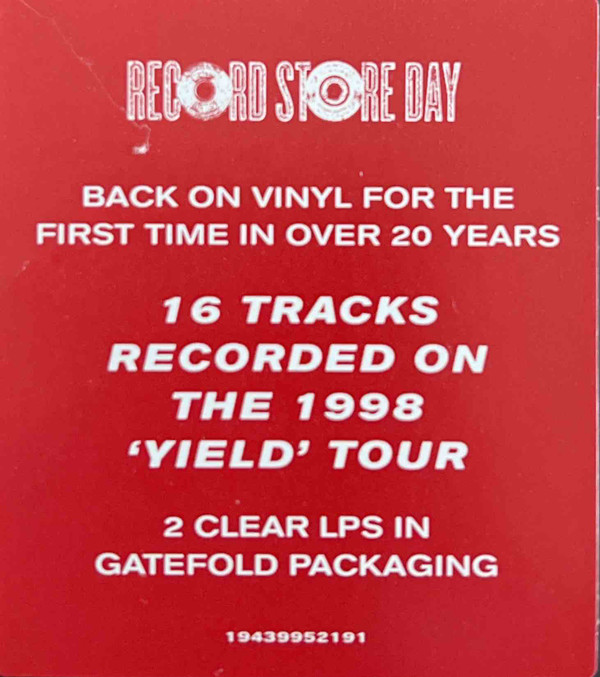 RECORD STORE DAY
BACK ON VINYL FOR THE
FIRST TIME IN OVER 20 YEARS
16 TRACKS
RECORDED ON
THE 1998
‘YIELD’ TOUR
2 CLEAR LPS IN
GATEFOLD PACKAGING
19439952191